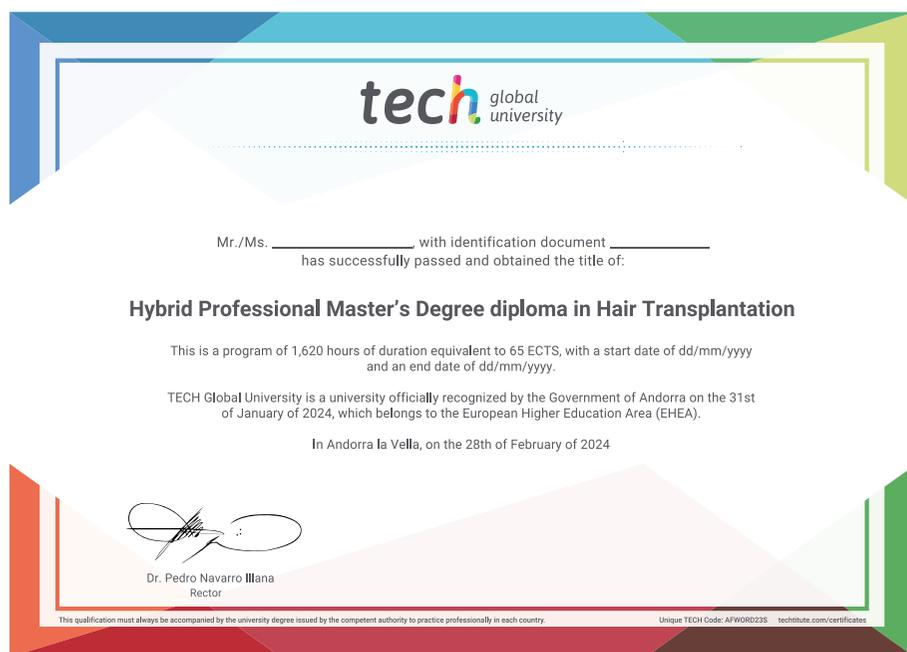 tech global
university
Mr./Ms. ____________, with identification document ____________
has successfully passed and obtained the title of:
Hybrid Professional Master’s Degree diploma in Hair Transplantation
This is a program of 1,620 hours of duration equivalent to 65 ECTS, with a start date of dd/mm/yyyy
and an end date of dd/mm/yyyy.
TECH Global University is a university officially recognized by the Government of Andorra on the 31st
of January of 2024, which belongs to the European Higher Education Area (EHEA).
In Andorra la Vella, on the 28th of February of 2024
Dr. Pedro Navarro Illana
Rector
This qualification must always be accompanied by the university degree issued by the competent authority to practice professionally in each country.
Unique TECH Code: AFWORD23S techtitute.com/certificates